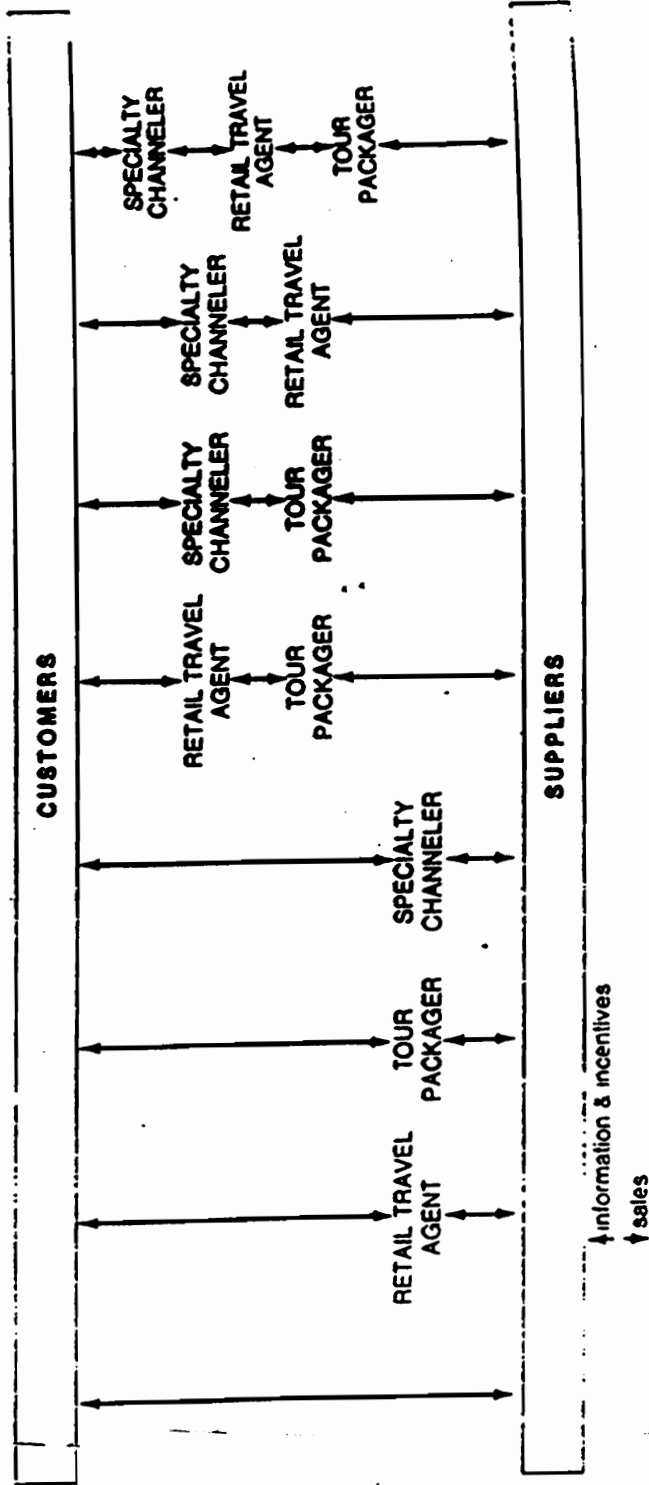 CUSTOMERS
RETAIL TRAVEL
AGENT
TOUR
PACKAGER
SPECIALTY
CHANNELER
RETAIL TRAVEL
AGENT
TOUR
PACKAGER
SPECIALTY
CHANNELER
TOUR
PACKAGER
SPECIALTY
CHANNELER
RETAIL TRAVEL
AGENT
SPECIALTY
CHANNELER
RETAIL TRAVEL
AGENT
TOUR
PACKAGER
SUPPLIERS
information & incentives
sales